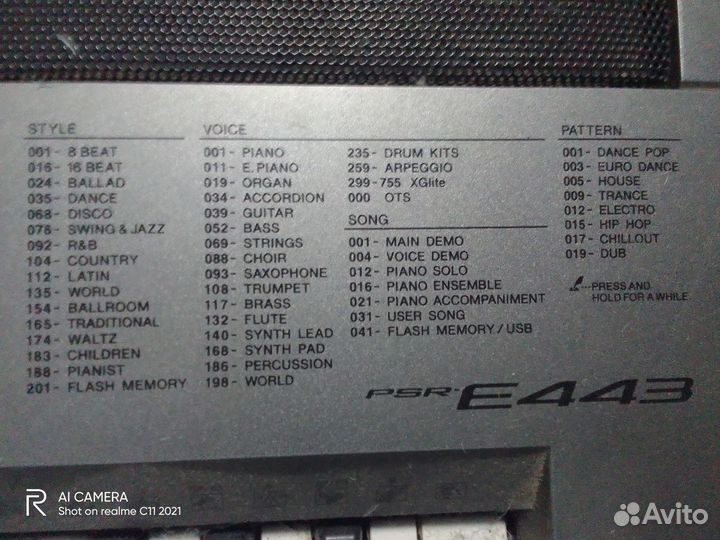 STYLE
001- 8 BEAT
016- 16 BEAT
024- BALLAD
035- DANCE
068- DISCO
076- SWING & JAZZ
092- R&B
104- COUNTRY
112- LATIN
135- WORLD
154- BALLROOM
165- TRADITIONAL
174- WALTZ
183- CHILDREN
188- PIANIST
201- FLASH MEMORY
VOICE
001- PIANO
011- E.PIANO
019- ORGAN
034- ACCORDION
039- GUITAR
052- BASS
069- STRINGS
088- CHOIR
093- SAXOPHONE
108- TRUMPET
117- BRASS
132- FLUTE
140- SYNTH LEAD
168- SYNTH PAD
186- PERCUSSION
198- WORLD
235- DRUM KITS
259- ARPEGGIO
299-755 XGlite
000 OTS
SONG
001- MAIN DEMO
004- VOICE DEMO
012- PIANO SOLO
016- PIANO ENSEMBLE
021- PIANO ACCOMPANIMENT
031- USER SONG
041- FLASH MEMORY/USB
PATTERN
001- DANCE POP
003- EURO DANCE
005- HOUSE
009- TRANCE
012- ELECTRO
015- HIP HOP
017- CHILLOUT
019- DUB
...PRESS AND
HOLD FOR A WHILE.
PSR-E443
R
AI CAMERA
Shot on realme C11 2021
Avito